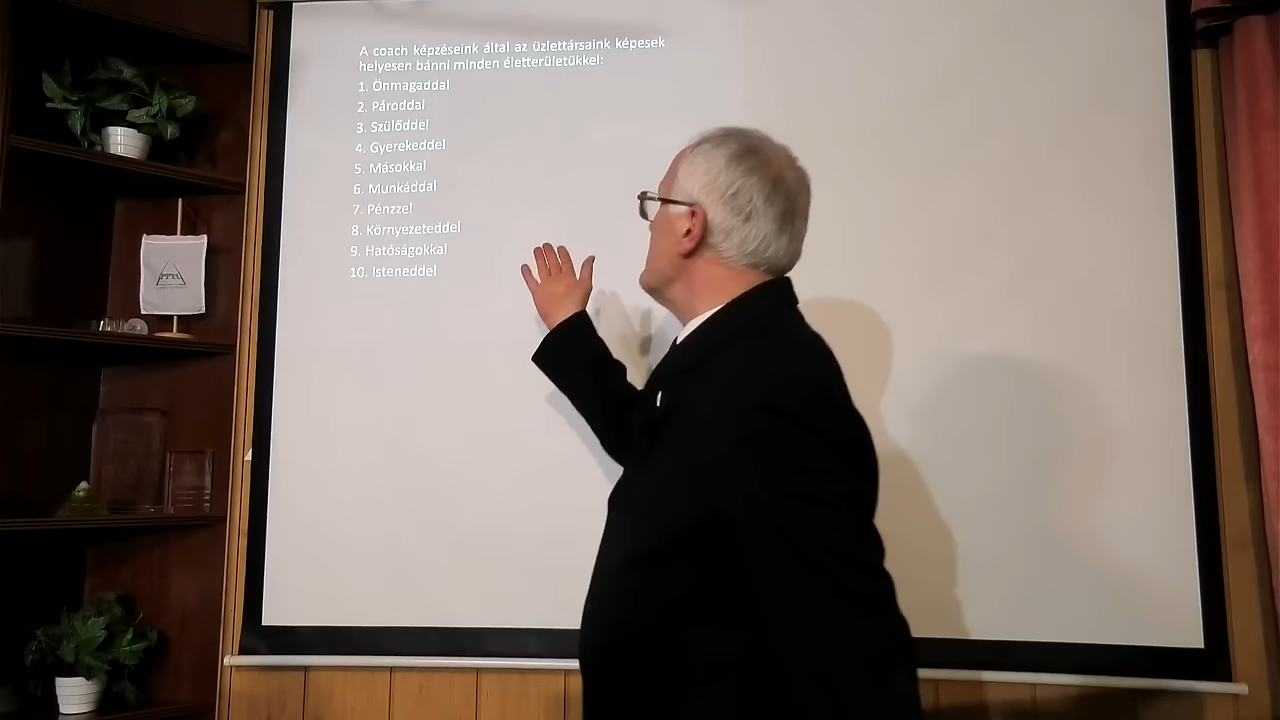 A coach képzéseink által az üzlettársaink képesek
helyesen bánni minden életterületükkel:
1. Önmagaddal
2. Pároddal
3. Szülőddel
4. Gyerekeddel
5. Másokkal
6. Munkáddal
7. Pénzzel
8. Környezeteddel
9. Hatóságokkal
10. Isteneddel